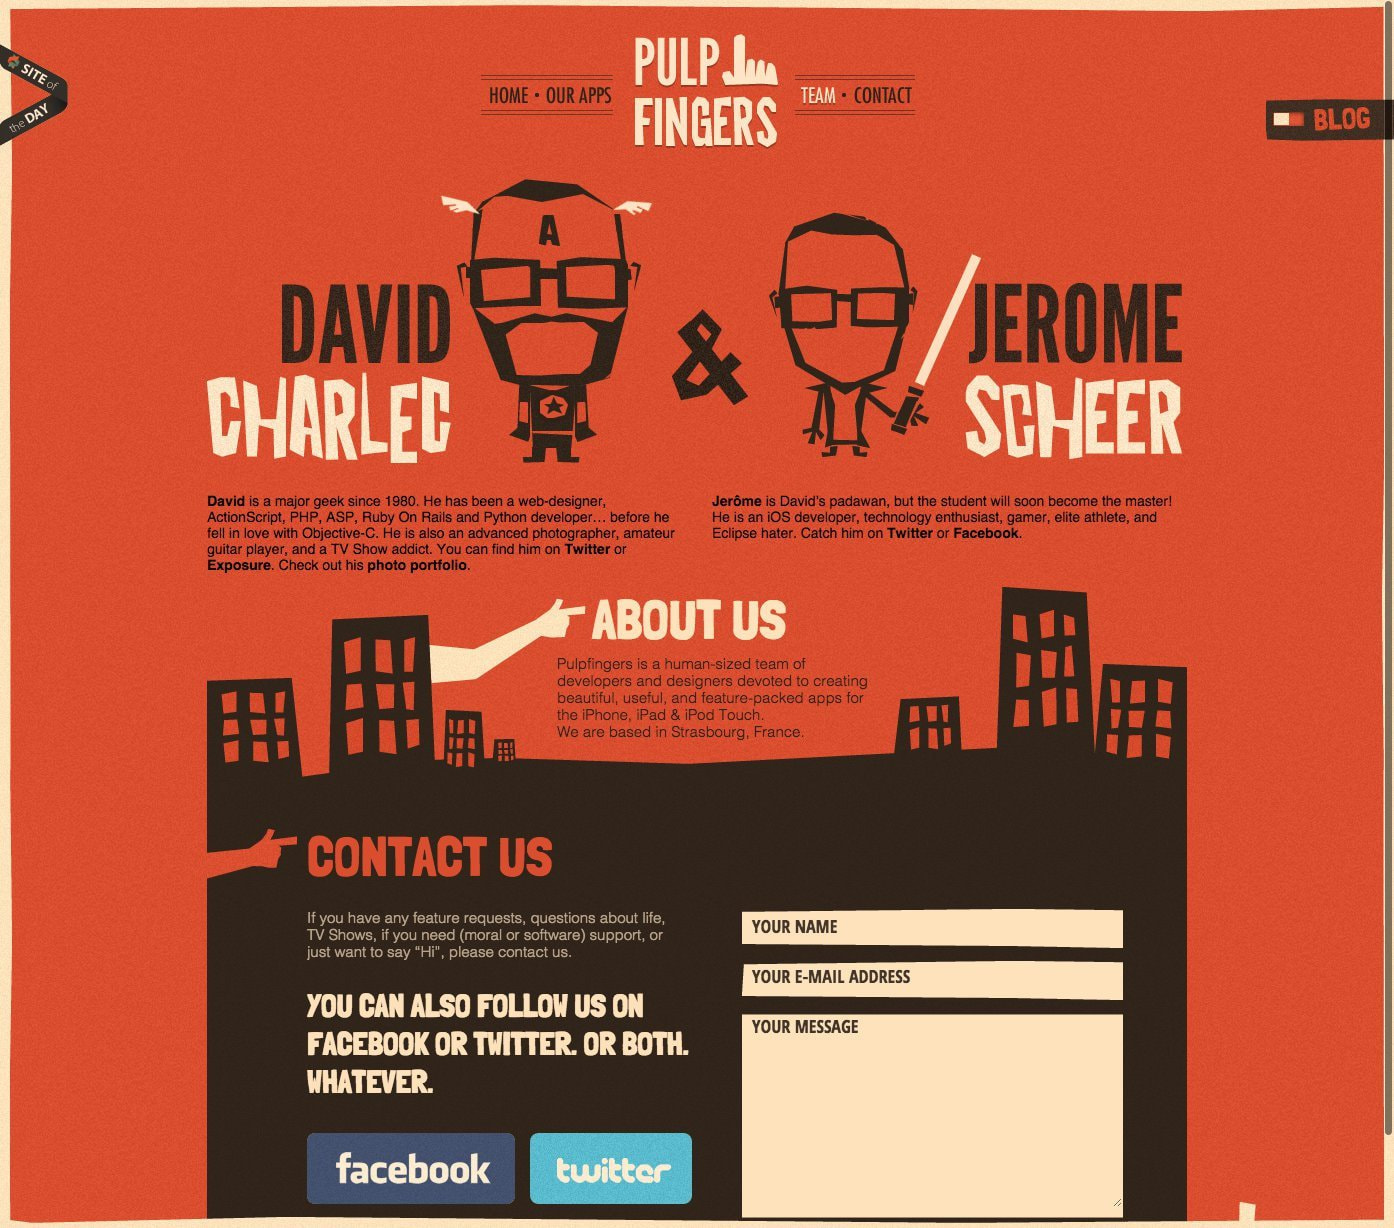 SITE of
the DAY
PULP
FINGERS
HOME • OUR APPS
TEAM • CONTACT
BLOG
A
DAVID
CHARLEC
&
JEROME
SCHEER
David is a major geek since 1980. He has been a web-designer,
ActionScript, PHP, ASP, Ruby On Rails and Python developer… before he
fell in love with Objective-C. He is also an advanced photographer, amateur
guitar player, and a TV Show addict. You can find him on Twitter or
Exposure. Check out his photo portfolio.
Jerôme is David's padawan, but the student will soon become the master!
He is an iOS developer, technology enthusiast, gamer, elite athlete, and
Eclipse hater. Catch him on Twitter or Facebook.
ABOUT US
Pulpfingers is a human-sized team of
developers and designers devoted to creating
beautiful, useful, and feature-packed apps for
the iPhone, iPad & iPod Touch.
We are based in Strasbourg, France.
CONTACT US
If you have any feature requests, questions about life,
TV Shows, if you need (moral or software) support, or
just want to say “Hi”, please contact us.
YOU CAN ALSO FOLLOW US ON
FACEBOOK OR TWITTER. OR BOTH.
WHATEVER.
facebook
twitter
YOUR NAME
YOUR E-MAIL ADDRESS
YOUR MESSAGE